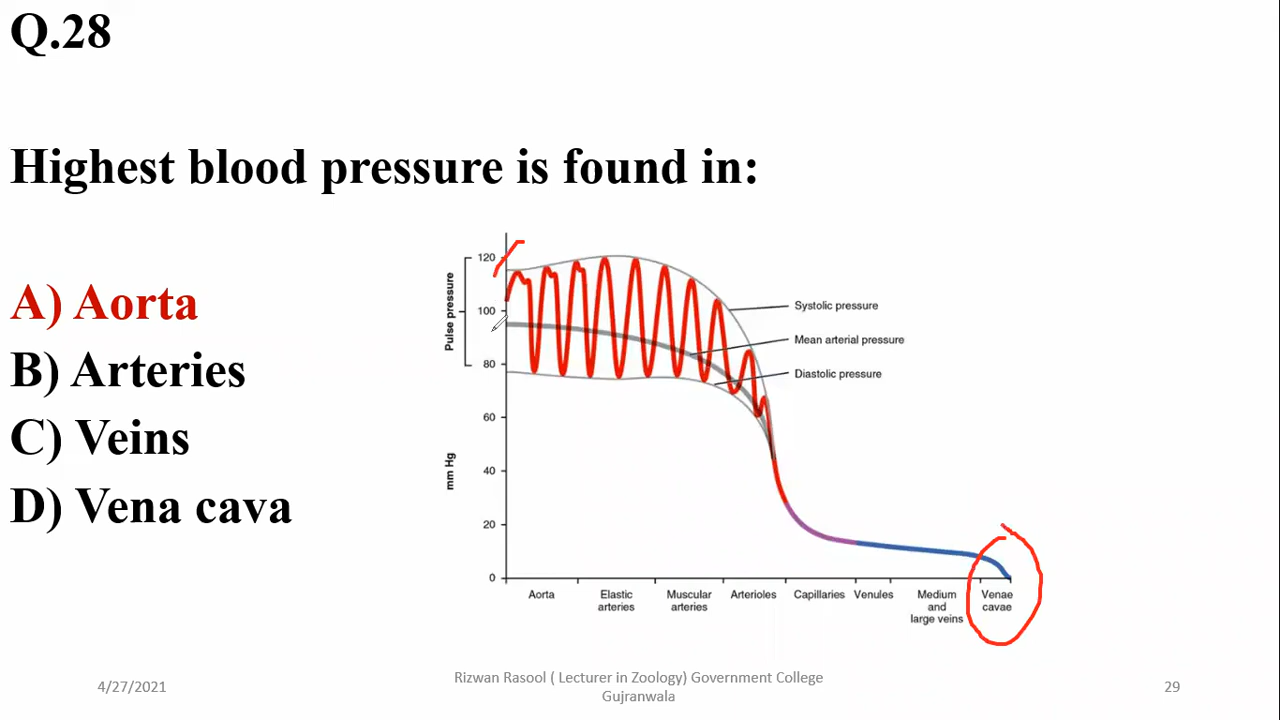 Q.28
Highest blood pressure is found in:
A) Aorta
B) Arteries
C) Veins
D) Vena cava
Pulse pressure
mm Hg
120
100
80
60
40
20
0
Systolic pressure
Mean arterial pressure
Diastolic pressure
Aorta
Elastic
arteries
Muscular
arteries
Arterioles
Capillaries
Venules
Medium
and
large veins
Venae
cavae
4/27/2021
Rizwan Rasool ( Lecturer in Zoology) Government College
Gujranwala
29